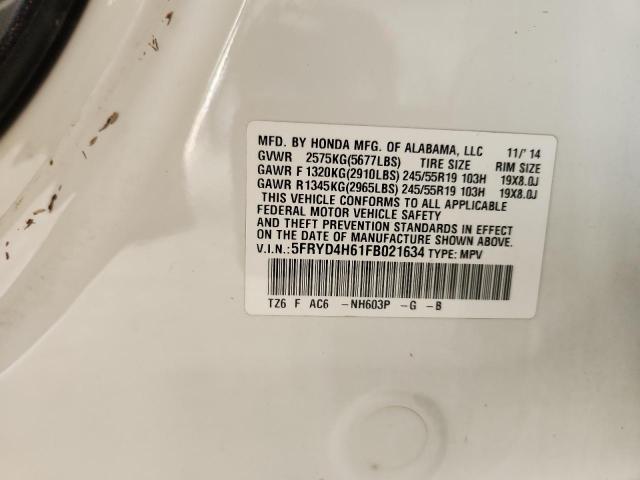 MFD. BY HONDA MFG. OF ALABAMA, LLC 11/'14
GVWR 2575KG(5677LBS) TIRE SIZE RIM SIZE
GAWR F 1320KG(2910LBS) 245/55R19 103H 19X8.0J
GAWR R 1345KG(2965LBS) 245/55R19 103H 19X8.0J
THIS VEHICLE CONFORMS TO ALL APPLICABLE
FEDERAL MOTOR VEHICLE SAFETY
AND THEFT PREVENTION STANDARDS IN EFFECT
ON THE DATE OF MANUFACTURE SHOWN ABOVE.
V.I.N.: 5FRYD4H61FB021634 TYPE: MPV
TZ6 F AC6 -NH603P -G -B